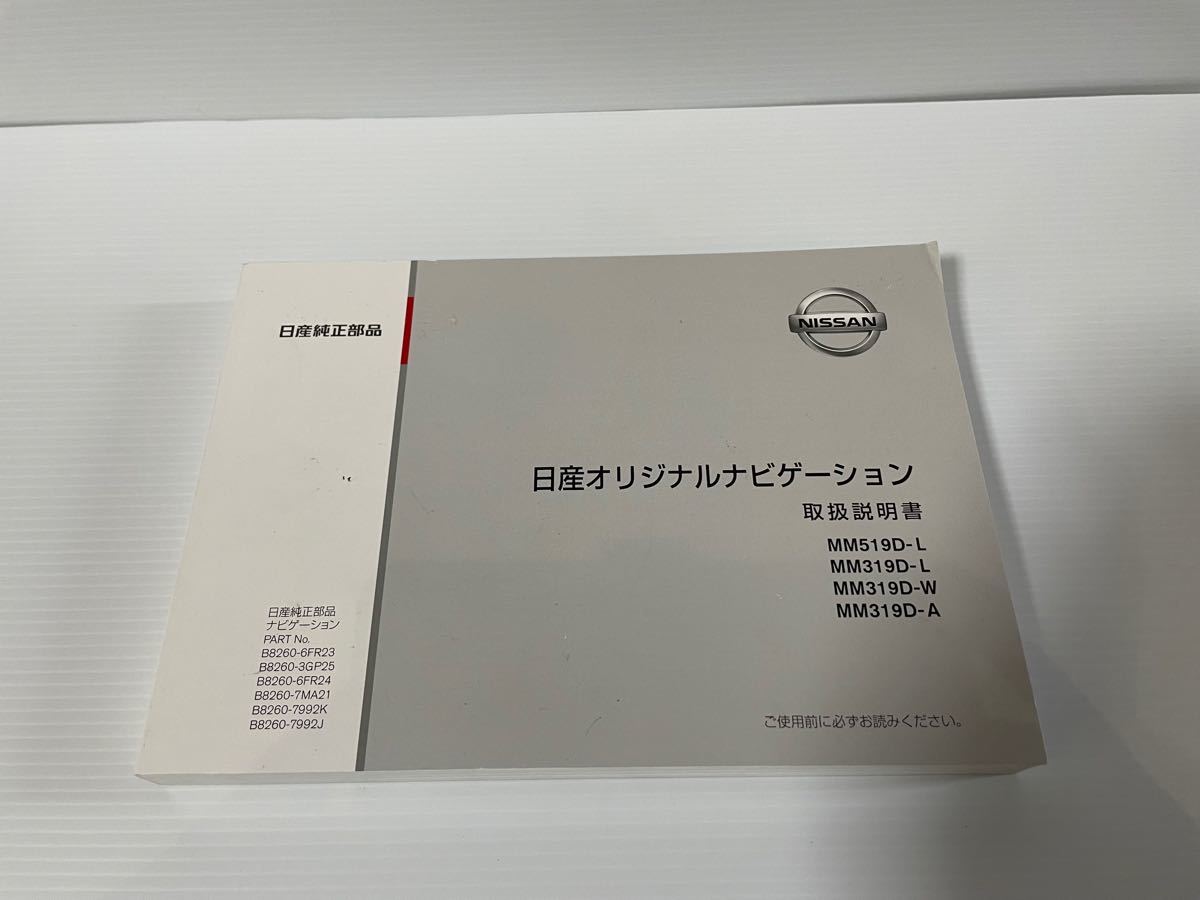 日産純正部品
NISSAN
日産オリジナルナビゲーション
取扱説明書
MM519D-L
MM319D-L
MM319D-W
MM319D-A
日産純正部品
ナビゲーション
PART No.
B8260-6FR23
B8260-3GP25
B8260-6FR24
B8260-7MA21
B8260-7992K
B8260-7992J
ご使用前に必ずお読みください。